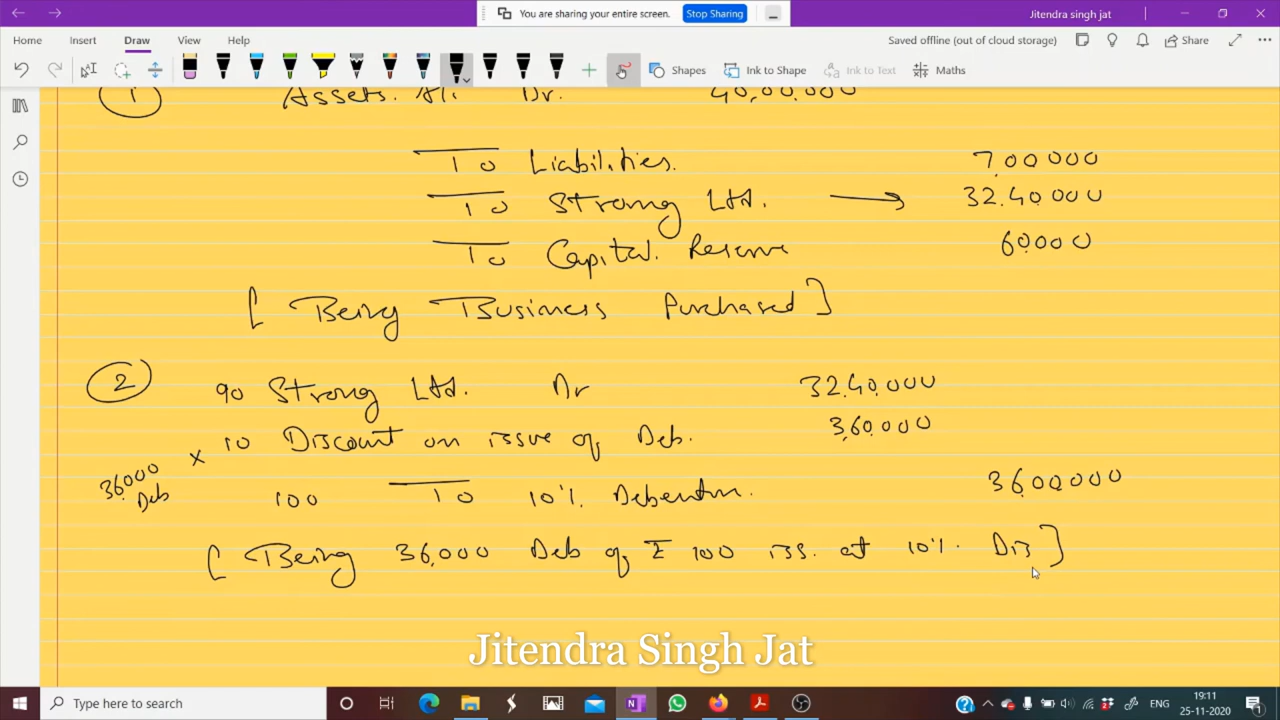 You are sharing your entire screen. Stop Sharing
Jitendra singh jat
Home Insert Draw View Help
Saved offline (out of cloud storage)
Share
Shapes Ink to Shape Ink to Text Maths
1 Assets. A/c. Dr. 40,00,000
To Liabilities. 7,00000
To Strong Ltd. → 32,40,000
To Capital. Reserve 60,000
[ Being Business Purchased ]
2 90 Strong Ltd. Dr 32,40,000
10 Discount on issue of Deb. 3,60,000
36,000 Deb × 100 To 10%. Debenture. 36,00,000
[ Being 36,000 Deb of ₹ 100 iss. at 10%. Dis ]
Jitendra Singh Jat
Type here to search
ENG
19:11
25-11-2020